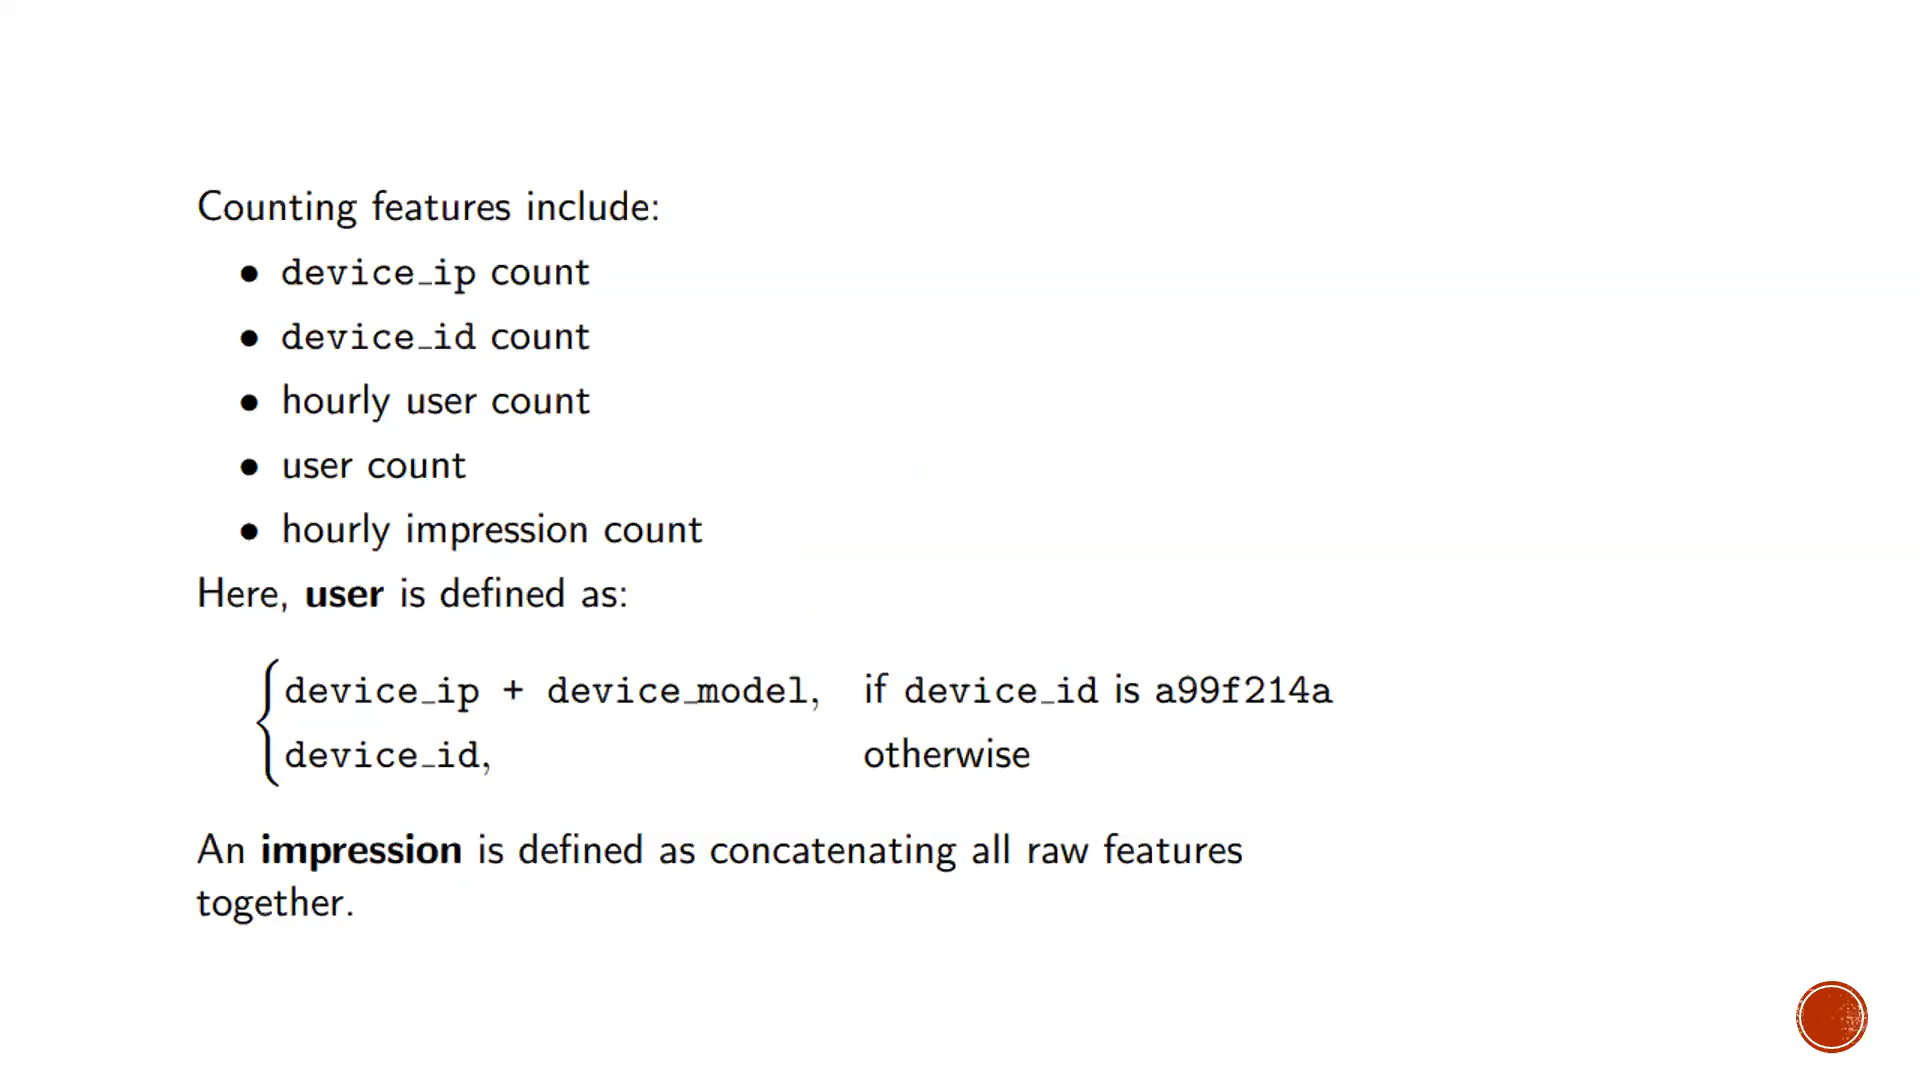 Counting features include:
• device_ip count
• device_id count
• hourly user count
• user count
• hourly impression count
Here, user is defined as:
device_ip + device_model, if device_id is a99f214a
device_id, otherwise
An impression is defined as concatenating all raw features
together.